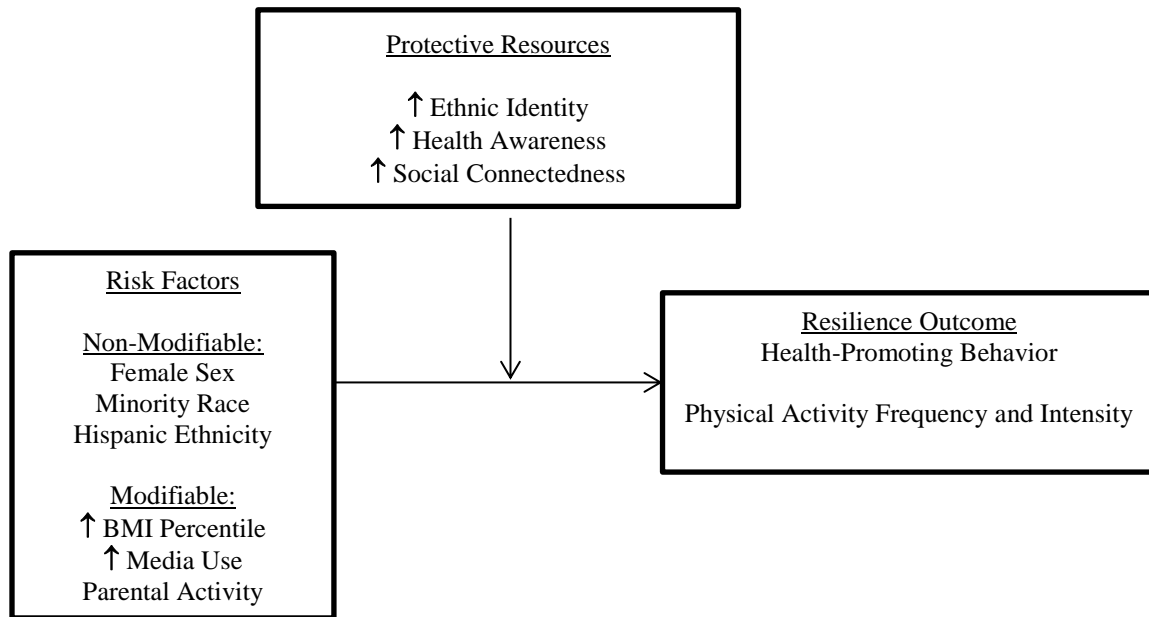 Protective Resources
↑ Ethnic Identity
↑ Health Awareness
↑ Social Connectedness
Risk Factors
Non-Modifiable:
Female Sex
Minority Race
Hispanic Ethnicity
Modifiable:
↑ BMI Percentile
↑ Media Use
Parental Activity
Resilience Outcome
Health-Promoting Behavior
Physical Activity Frequency and Intensity